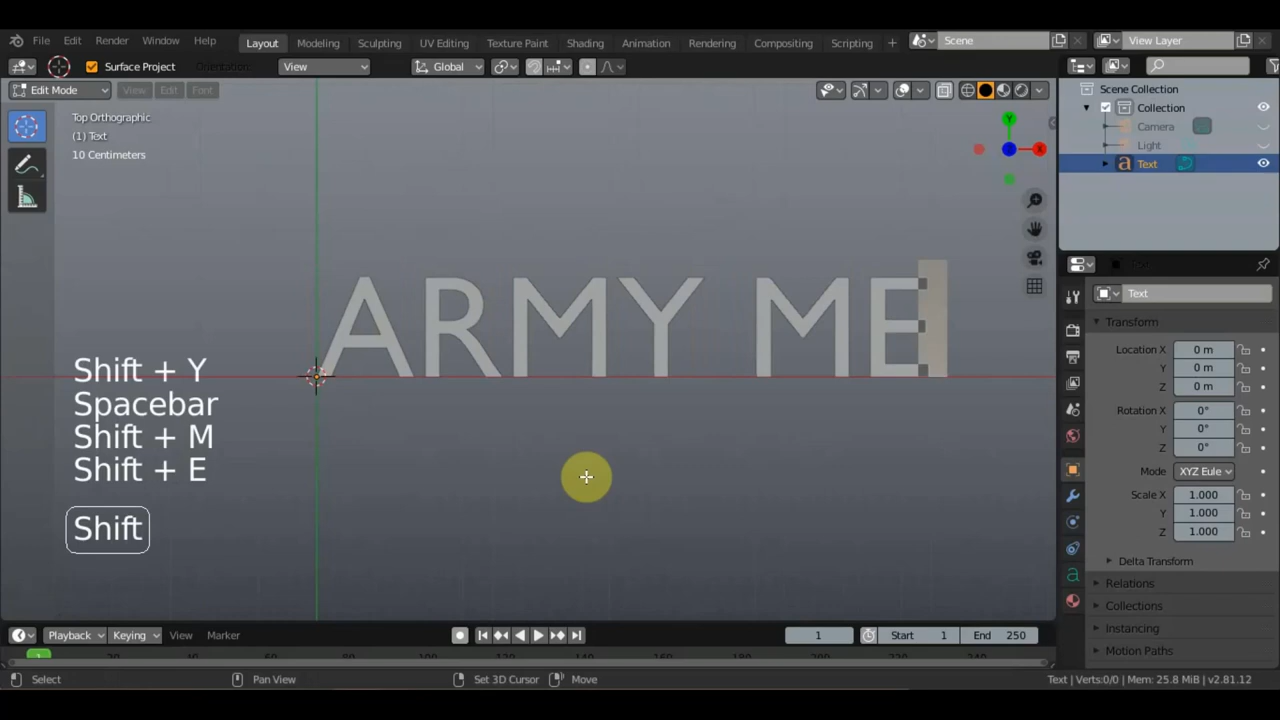 File Edit Render Window Help Layout Modeling Sculpting UV Editing Texture Paint Shading Animation Rendering Compositing Scripting + Scene View Layer
Surface Project Orientation: View Global
Edit Mode View Edit Font
Top Orthographic
(1) Text
10 Centimeters
Y
X
ARMY ME
Shift + Y
Spacebar
Shift + M
Shift + E
Shift
Scene Collection
Collection
Camera
Light
Text
Text
Transform
Location X 0 m
Y 0 m
Z 0 m
Rotation X 0°
Y 0°
Z 0°
Mode XYZ Eule
Scale X 1.000
Y 1.000
Z 1.000
Delta Transform
Relations
Collections
Instancing
Motion Paths
Playback Keying View Marker 1 Start 1 End 250
1
Select Pan View Set 3D Cursor Move Text | Verts:0/0 | Mem: 25.8 MiB | v2.81.12